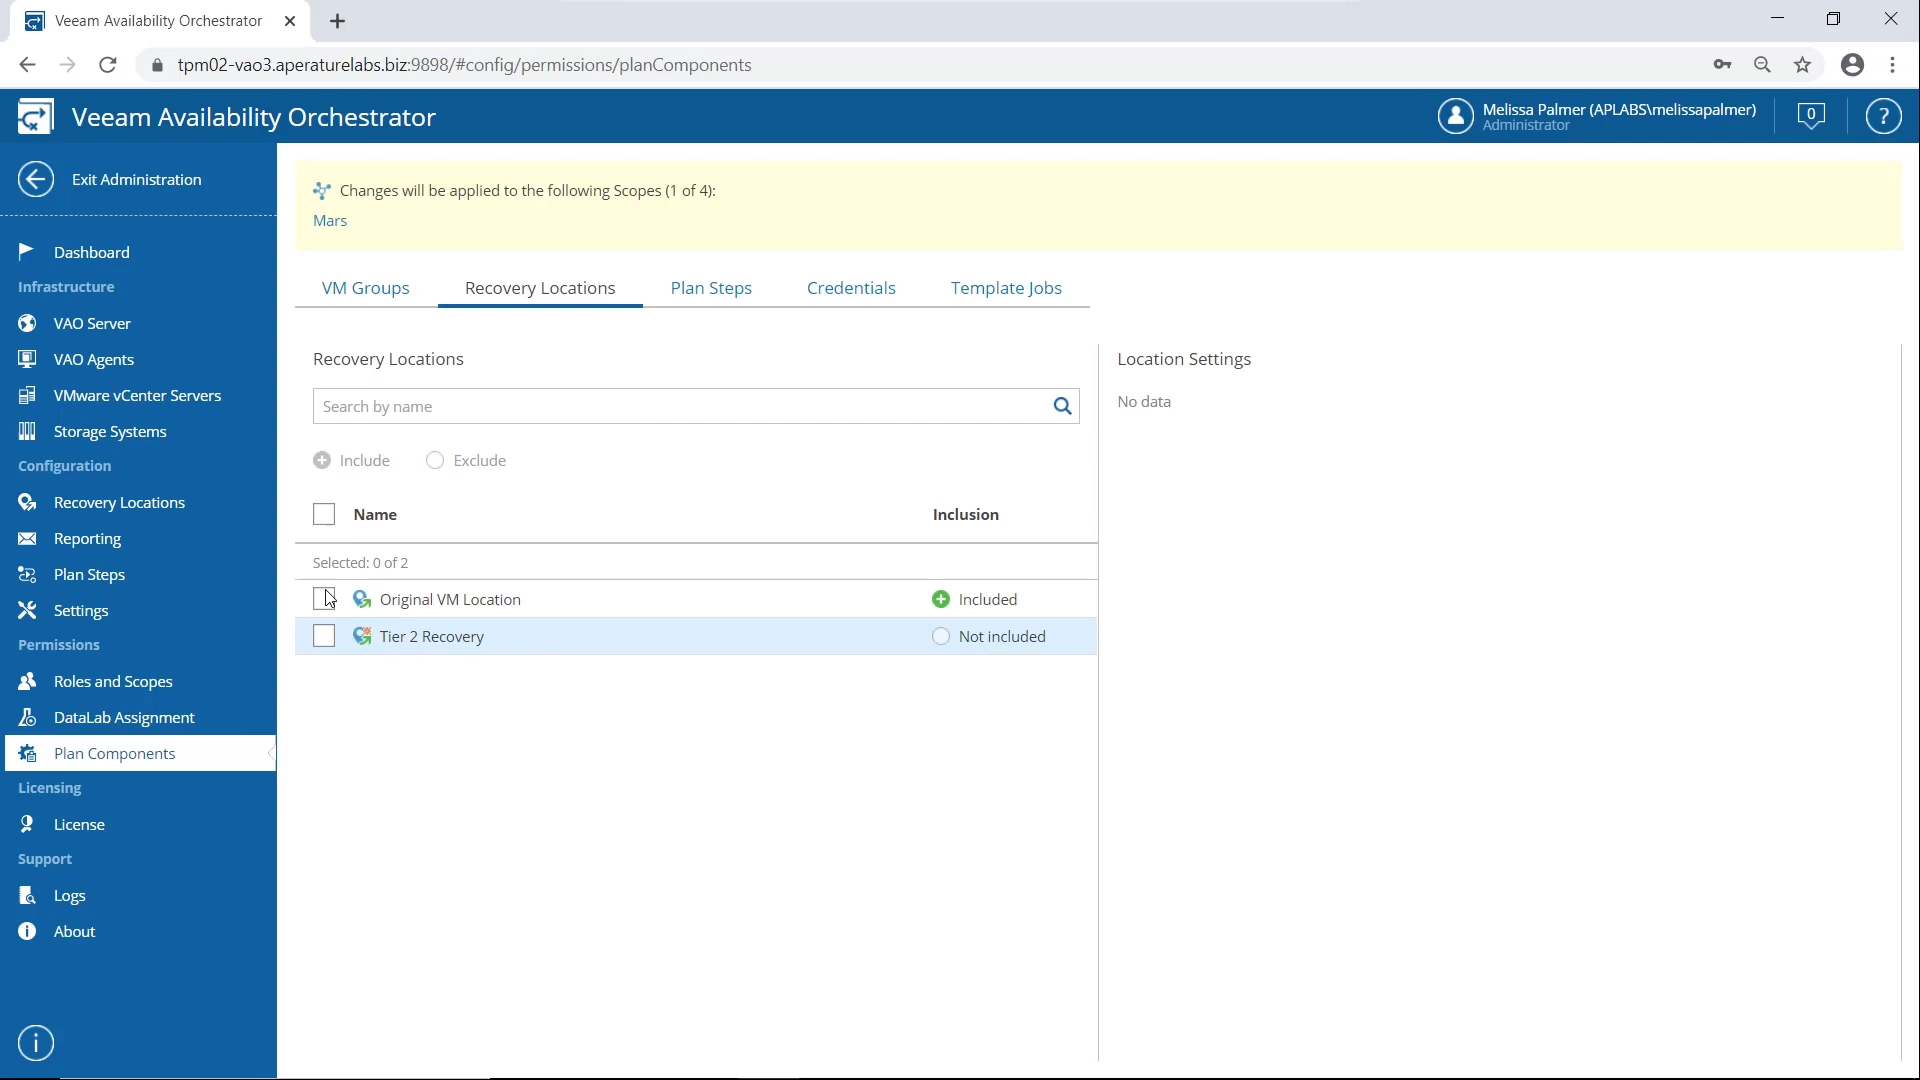 Veeam Availability Orchestrator
tpm02-vao3.aperaturelabs.biz:9898/#config/permissions/planComponents
Veeam Availability Orchestrator
Melissa Palmer (APLABS\melissapalmer)
Administrator
0
?
Exit Administration
Dashboard
Infrastructure
VAO Server
VAO Agents
VMware vCenter Servers
Storage Systems
Configuration
Recovery Locations
Reporting
Plan Steps
Settings
Permissions
Roles and Scopes
DataLab Assignment
Plan Components
Licensing
License
Support
Logs
About
Changes will be applied to the following Scopes (1 of 4):
Mars
VM Groups
Recovery Locations
Plan Steps
Credentials
Template Jobs
Recovery Locations
Search by name
Include
Exclude
Name
Inclusion
Selected: 0 of 2
Original VM Location
Included
Tier 2 Recovery
Not included
Location Settings
No data